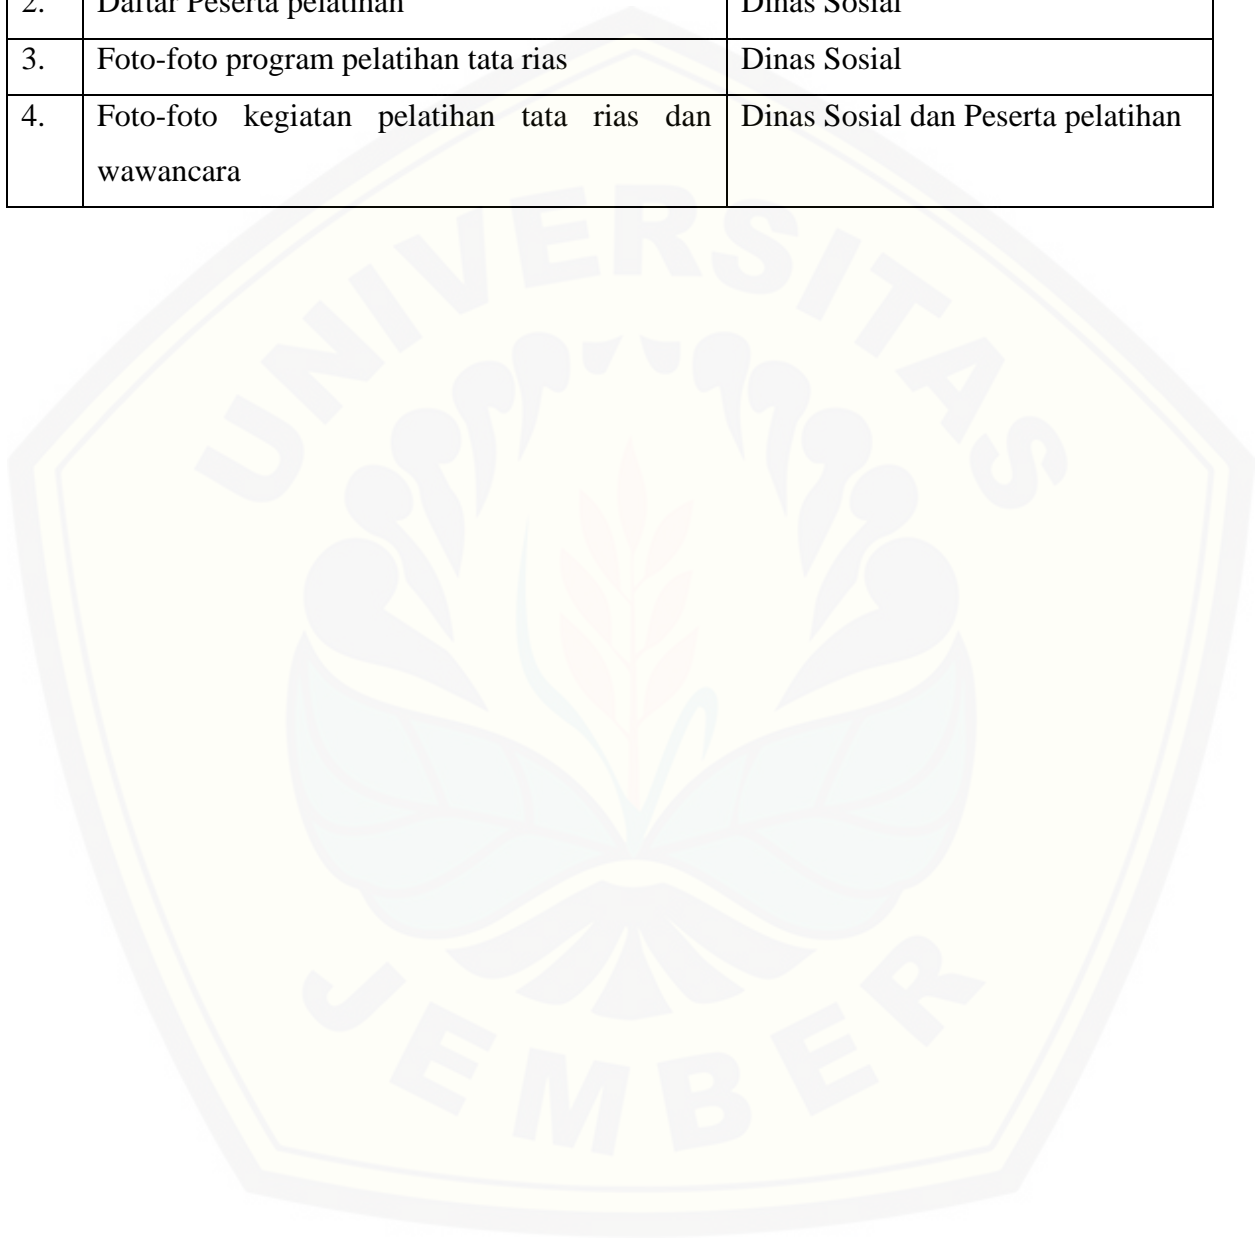 2. Daftar Peserta pelatihan Dinas Sosial
3. Foto-foto program pelatihan tata rias Dinas Sosial
4. Foto-foto kegiatan pelatihan tata rias dan Dinas Sosial dan Peserta pelatihan
wawancara
UNIVERSITAS
JEMBER